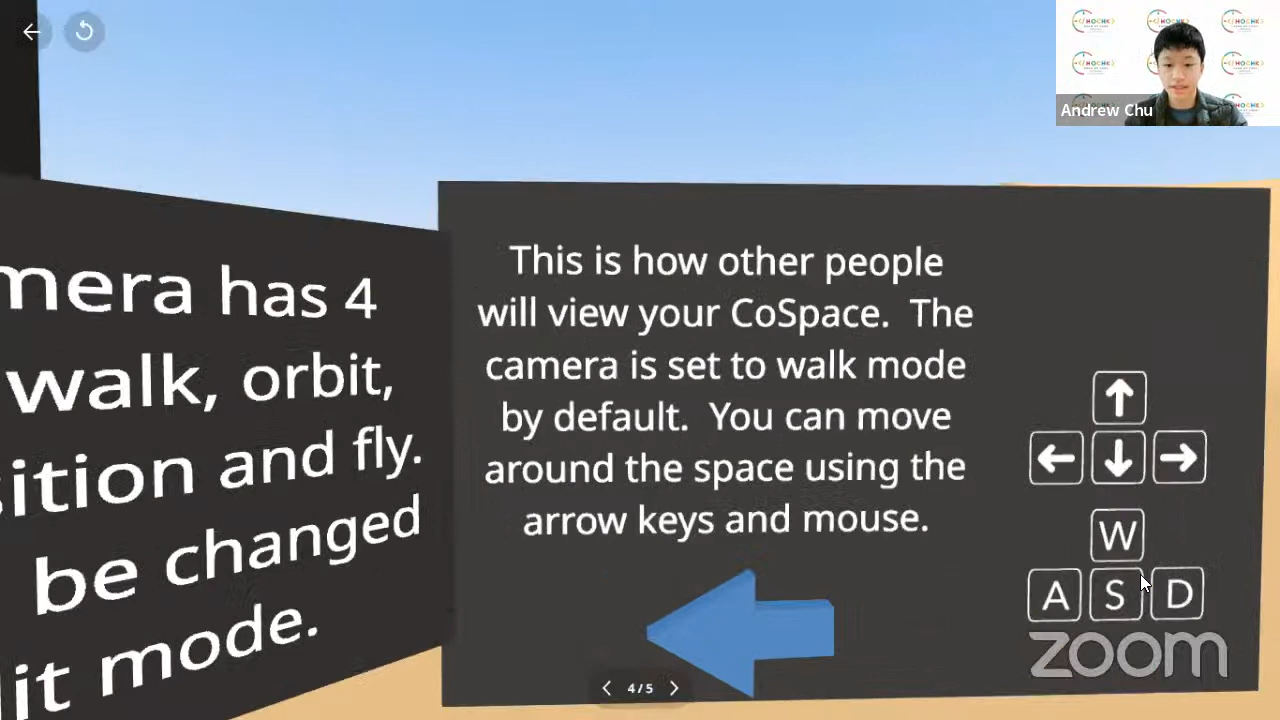 Andrew Chu
mera has 4
walk, orbit,
sition and fly.
be changed
it mode.
This is how other people
will view your CoSpace. The
camera is set to walk mode
by default. You can move
around the space using the
arrow keys and mouse.
W
A S D
zoom
4/5